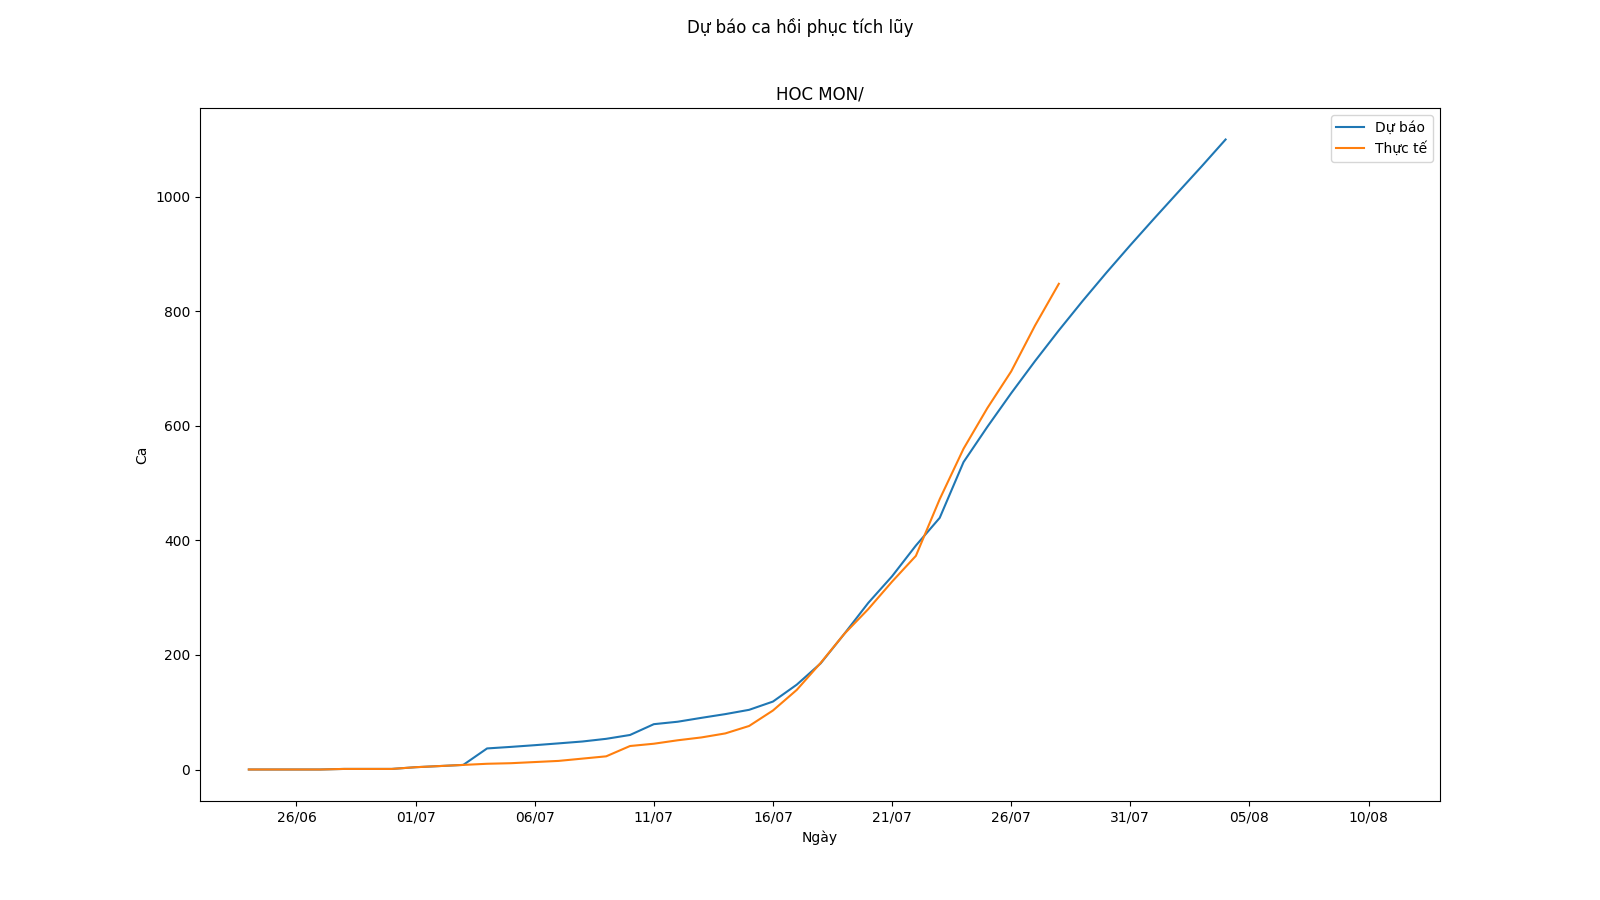 Dự báo ca hồi phục tích lũy
HOC MON/
Dự báo
Thực tế
1000
800
600
400
200
0
Ca
26/06 01/07 06/07 11/07 16/07 21/07 26/07 31/07 05/08 10/08
Ngày